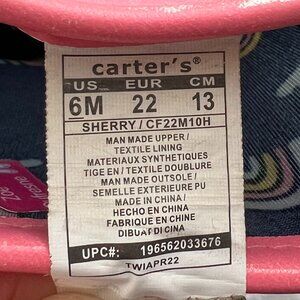 carter's®
US EUR CM
6M 22 13
SHERRY / CF22M10H
MAN MADE UPPER /
TEXTILE LINING
MATERIAUX SYNTHETIQUES
TIGE EN / TEXTILE DOUBLURE
MAN MADE OUTSOLE /
SEMELLE EXTERIEURE PU
MADE IN CHINA /
HECHO EN CHINA
FABRIQUE EN CHINE
UPC#: 196562033676
TWIAPR22